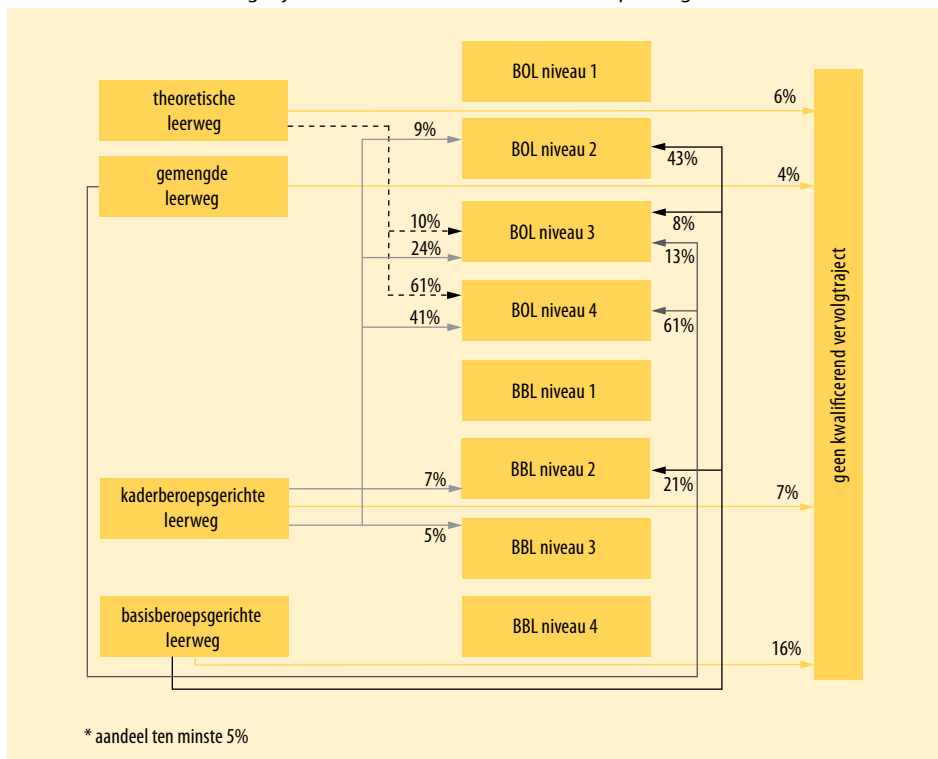 BOL niveau 1
theoretische
leerweg
6%
9%
BOL niveau 2
43%
gemengde
leerweg
4%
10%
BOL niveau 3
8%
24%
13%
61%
BOL niveau 4
41%
61%
geen kwalificerend vervolgtraject
BBL niveau 1
BBL niveau 2
7%
21%
7%
kaderberoepsgerichte
leerweg
5%
BBL niveau 3
basisberoepsgerichte
leerweg
BBL niveau 4
16%
* aandeel ten minste 5%